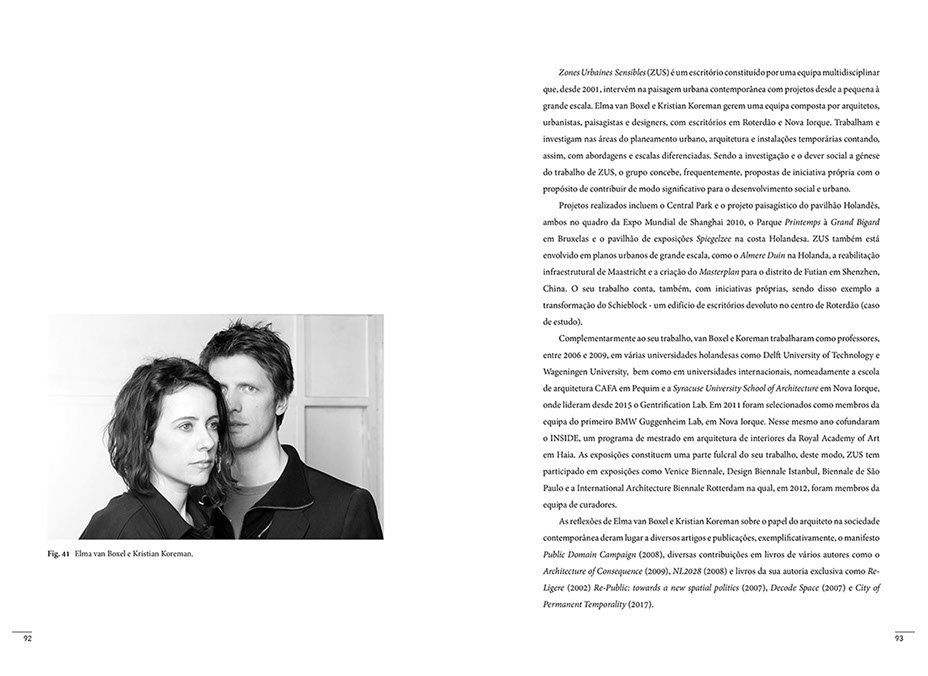 Fig. 41 Elma van Boxel e Kristian Koreman.
92
Zones Urbaines Sensibles (ZUS) é um escritório constituído por uma equipa multidisciplinar
que, desde 2001, intervém na paisagem urbana contemporânea com projetos desde a pequena à
grande escala. Elma van Boxel e Kristian Koreman gerem uma equipa composta por arquitetos,
urbanistas, paisagistas e designers, com escritórios em Roterdão e Nova Iorque. Trabalham e
investigam nas áreas do planeamento urbano, arquitetura e instalações temporárias contando,
assim, com abordagens e escalas diferenciadas. Sendo a investigação e o dever social a génese
do trabalho de ZUS, o grupo concebe, frequentemente, propostas de iniciativa própria com o
propósito de contribuir de modo significativo para o desenvolvimento social e urbano.
Projetos realizados incluem o Central Park e o projeto paisagístico do pavilhão Holandês,
ambos no quadro da Expo Mundial de Shanghai 2010, o Parque Printemps à Grand Bigard
em Bruxelas e o pavilhão de exposições Spiegelzee na costa Holandesa. ZUS também está
envolvido em planos urbanos de grande escala, como o Almere Duin na Holanda, a reabilitação
infraestrutural de Maastricht e a criação do Masterplan para o distrito de Futian em Shenzhen,
China. O seu trabalho conta, também, com iniciativas próprias, sendo disso exemplo a
transformação do Schieblock - um edifício de escritórios devoluto no centro de Roterdão (caso
de estudo).
Complementarmente ao seu trabalho, van Boxel e Koreman trabalharam como professores,
entre 2006 e 2009, em várias universidades holandesas como Delft University of Technology e
Wageningen University, bem como em universidades internacionais, nomeadamente a escola
de arquitetura CAFA em Pequim e a Syracuse University School of Architecture em Nova Iorque,
onde lideram desde 2015 o Gentrification Lab. Em 2011 foram selecionados como membros da
equipa do primeiro BMW Guggenheim Lab, em Nova Iorque. Nesse mesmo ano cofundaram
o INSIDE, um programa de mestrado em arquitetura de interiores da Royal Academy of Art
em Haia. As exposições constituem uma parte fulcral do seu trabalho, deste modo, ZUS tem
participado em exposições como Venice Biennale, Design Biennale Istanbul, Biennale de São
Paulo e a International Architecture Biennale Rotterdam na qual, em 2012, foram membros da
equipa de curadores.
As reflexões de Elma van Boxel e Kristian Koreman sobre o papel do arquiteto na sociedade
contemporânea deram lugar a diversos artigos e publicações, exemplificativamente, o manifesto
Public Domain Campaign (2008), diversas contribuições em livros de vários autores como o
Architecture of Consequence (2009), NL2028 (2008) e livros da sua autoria exclusiva como Re-
Ligere (2002) Re-Public: towards a new spatial politics (2007), Decode Space (2007) e City of
Permanent Temporality (2017).
93